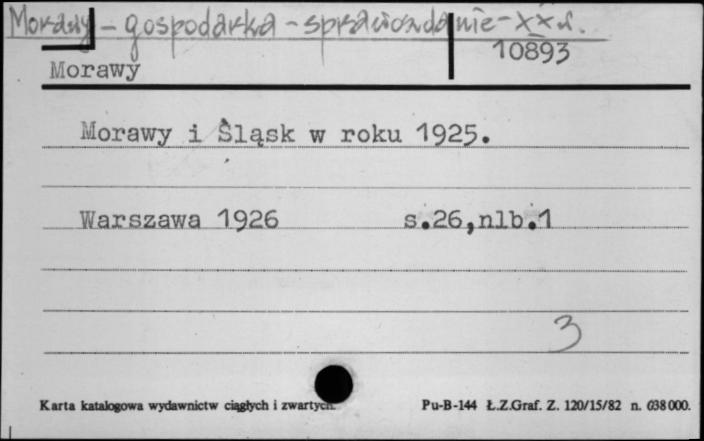 Morawy - gospodarka - sprawozdanie - XX w.
10893
Morawy
Morawy i Śląsk w roku 1925.
Warszawa 1926 s.26,nlb.1
3
Karta katalogowa wydawnictw ciągłych i zwartych. Pu-B-144 Ł.Z.Graf. Z. 120/15/82 n. 038000.